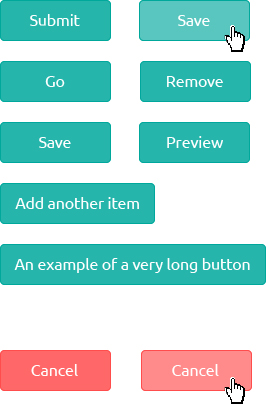 Submit
Save
Go
Remove
Save
Preview
Add another item
An example of a very long button
Cancel
Cancel